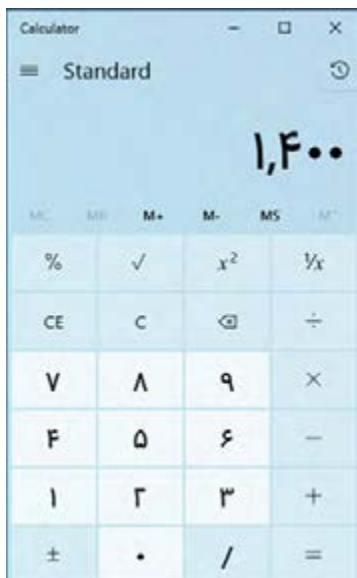 Calculator
Standard
۱,۴۰۰
MC MR M+ M- MS M˅
% √ x² ¹/x
CE C ÷
۷ ۸ ۹ ×
۴ ۵ ۶ −
۱ ۲ ۳ +
± ۰ / =